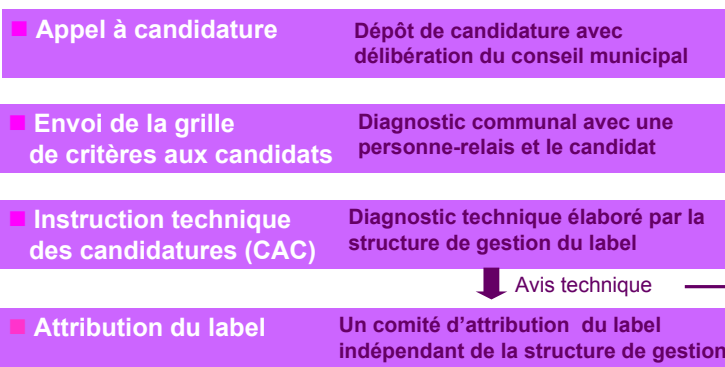 Appel à candidature
Dépôt de candidature avec
délibération du conseil municipal
Envoi de la grille
de critères aux candidats
Diagnostic communal avec une
personne-relais et le candidat
Instruction technique
des candidatures (CAC)
Diagnostic technique élaboré par la
structure de gestion du label
Avis technique
Attribution du label
Un comité d’attribution du label
indépendant de la structure de gestion